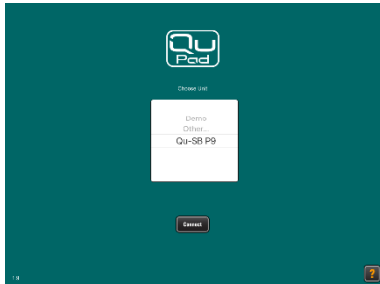 Qu
Pad
Choose Unit
Demo
Other...
Qu-SB P9
Connect
?